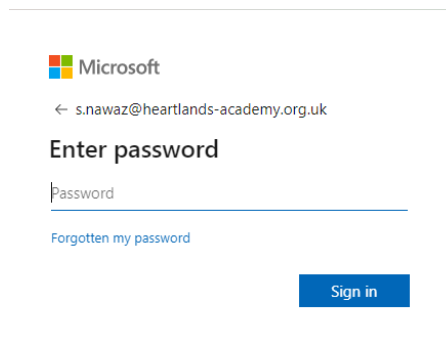 Microsoft
← s.nawaz@heartlands-academy.org.uk
Enter password
Password
Forgotten my password
Sign in